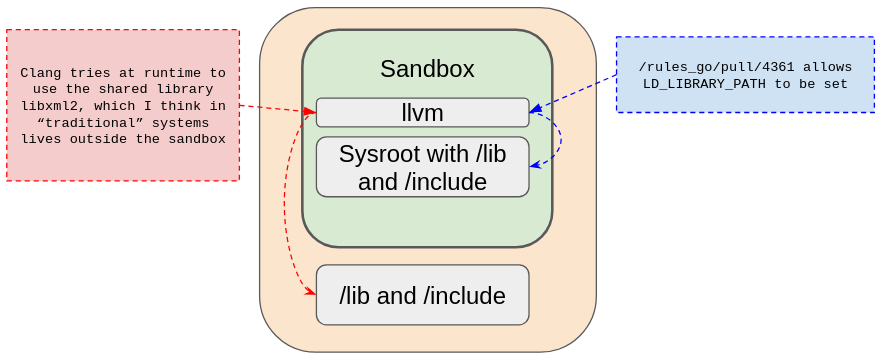 Clang tries at runtime to
use the shared library
libxml2, which I think in
“traditional” systems
lives outside the sandbox
Sandbox
llvm
Sysroot with /lib
and /include
/lib and /include
/rules_go/pull/4361 allows
LD_LIBRARY_PATH to be set